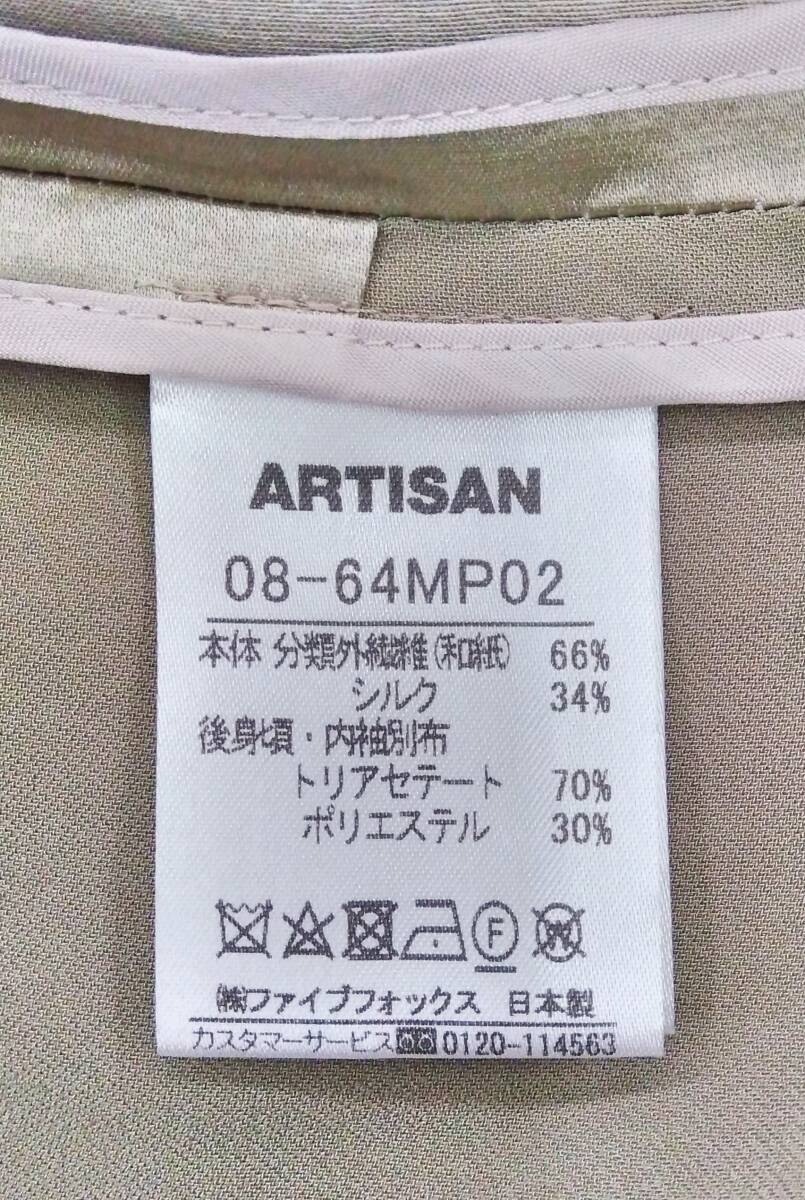 ARTISAN
08-64MP02
本体 分類外繊維(和紙) 66%
シルク 34%
後身頃・内袖別布
トリアセテート 70%
ポリエステル 30%
F W
㈱ファイブフォックス 日本製
カスタマーサービス 0120-114563